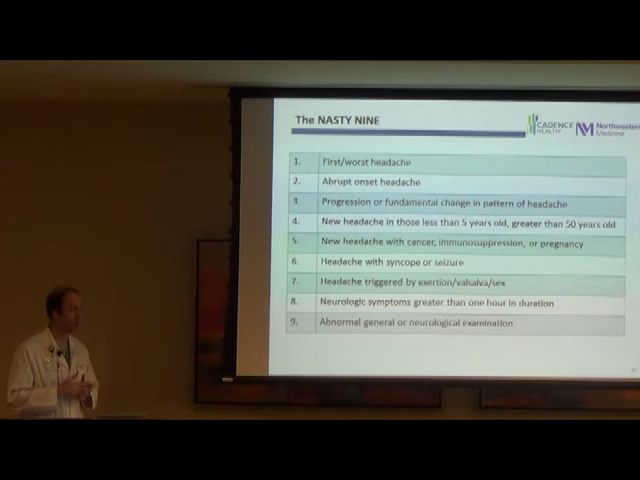 The NASTY NINE
CADENCE
HEALTH
Northwestern
Medicine
1. First/worst headache
2. Abrupt onset headache
3. Progression or fundamental change in pattern of headache
4. New headache in those less than 5 years old, greater than 50 years old
5. New headache with cancer, immunosuppression, or pregnancy
6. Headache with syncope or seizure
7. Headache triggered by exertion/valsalva/sex
8. Neurologic symptoms greater than one hour in duration
9. Abnormal general or neurological examination